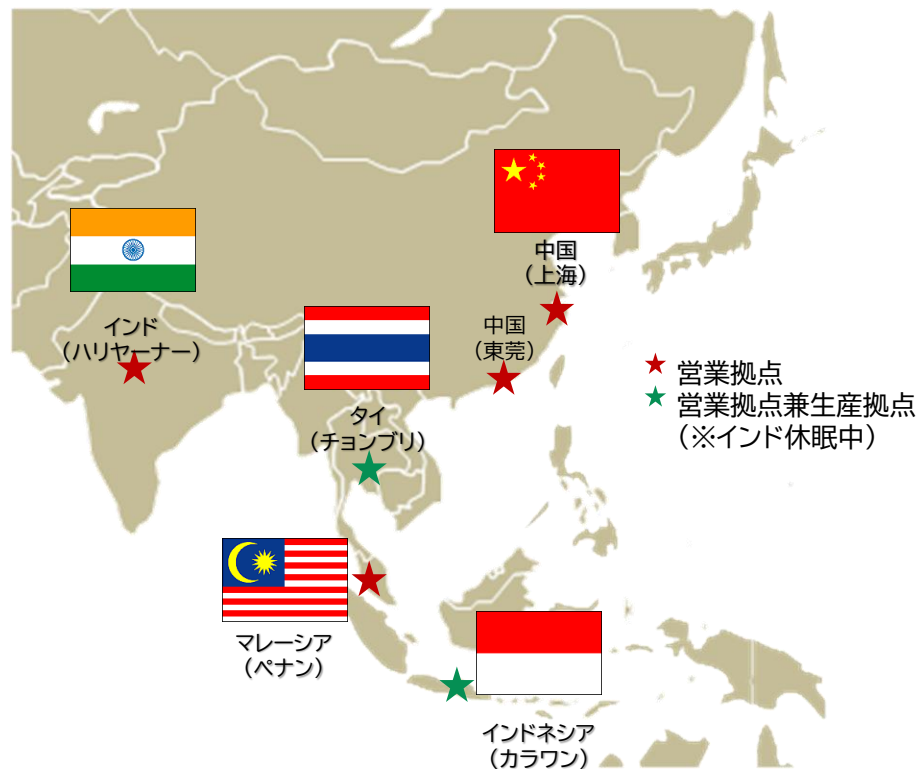 中国
（上海）
インド
（ハリヤーナー）
中国
（東莞）
営業拠点
営業拠点兼生産拠点
（※インド休眠中）
タイ
（チョンブリ）
マレーシア
（ペナン）
インドネシア
（カラワン）